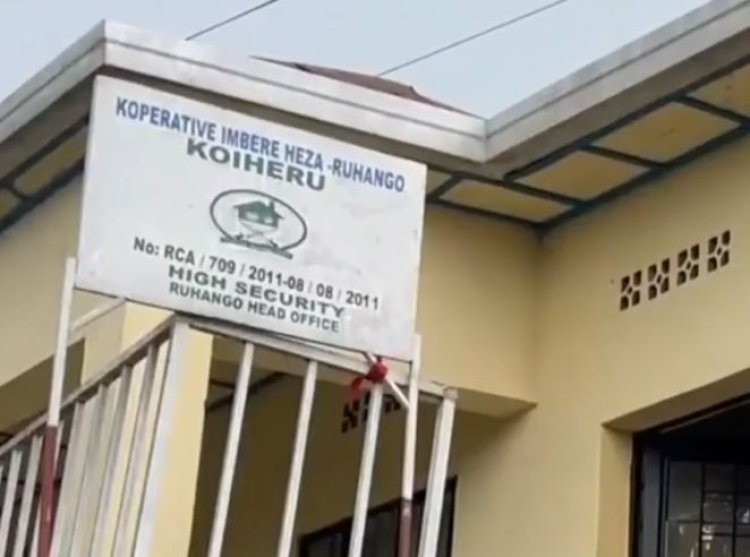 KOPERATIVE IMBERE HEZA -RUHANGO
KOIHERU
No: RCA / 709 / 2011-08 / 08 / 2011
HIGH SECURITY
RUHANGO HEAD OFFICE